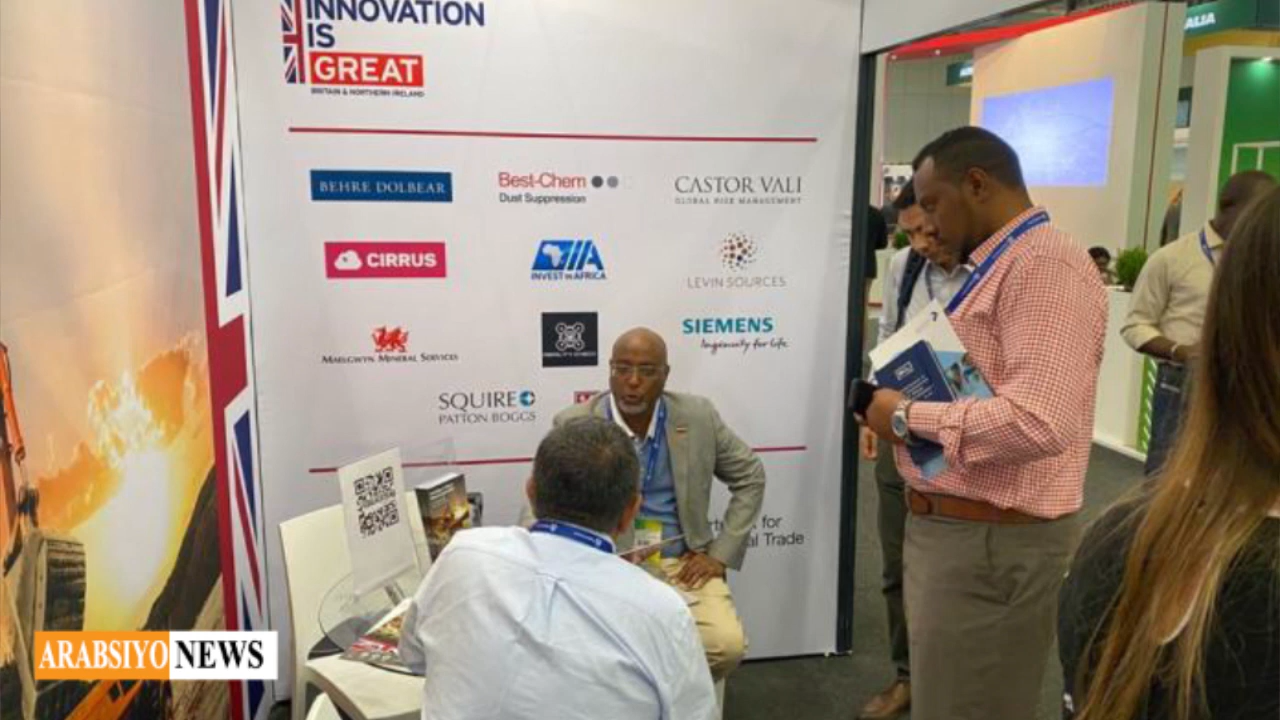 INNOVATION
IS
GREAT
BRITAIN & NORTHERN IRELAND
ALIA
BEHRE DOLBEAR
Best-Chem
Dust Suppression
CASTOR VALI
GLOBAL RISK MANAGEMENT
CIRRUS
IIA
INVEST IN AFRICA
LEVIN SOURCES
MAELGWYN MINERAL SERVICES
SIEMENS
Ingenuity for life
SQUIRE
PATTON BOGGS
for
al Trade
ARABSIYO NEWS